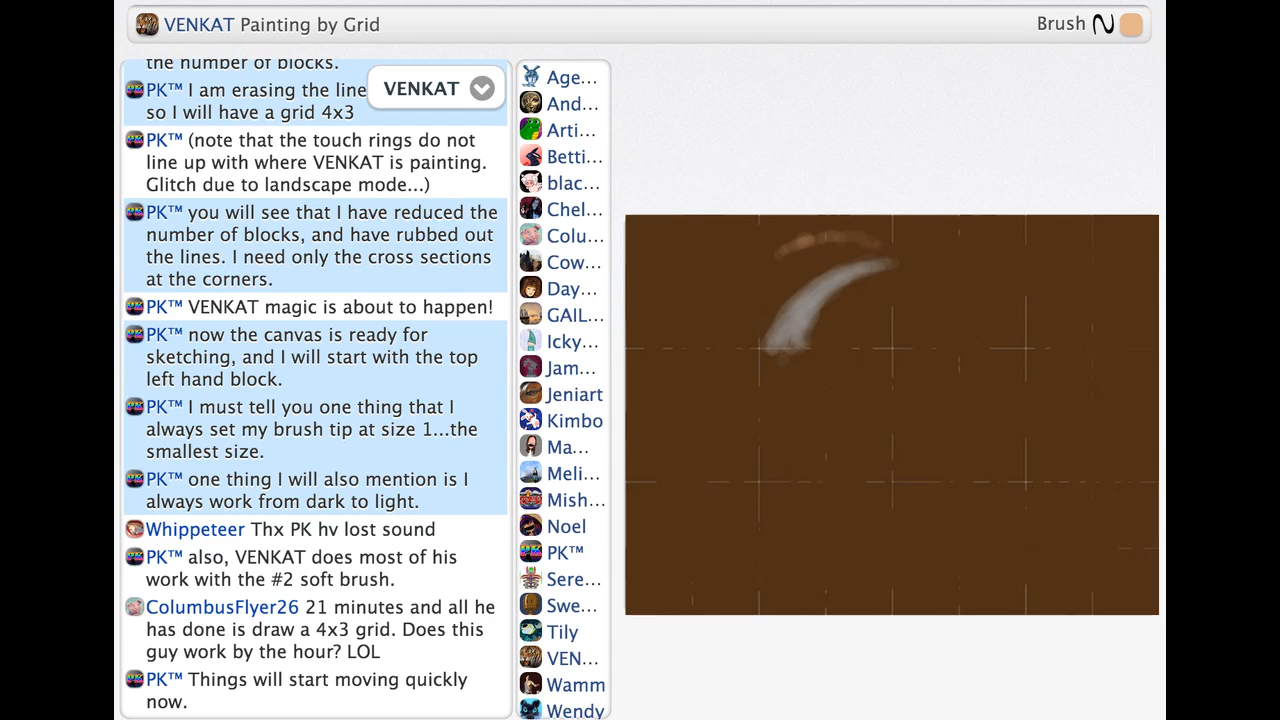 VENKAT Painting by Grid
Brush
the number of blocks.
PK™ I am erasing the line
so I will have a grid 4x3
VENKAT
PK™ (note that the touch rings do not
line up with where VENKAT is painting.
Glitch due to landscape mode...)
PK™ you will see that I have reduced the
number of blocks, and have rubbed out
the lines. I need only the cross sections
at the corners.
PK™ VENKAT magic is about to happen!
PK™ now the canvas is ready for
sketching, and I will start with the top
left hand block.
PK™ I must tell you one thing that I
always set my brush tip at size 1...the
smallest size.
PK™ one thing I will also mention is I
always work from dark to light.
Whippeteer Thx PK hv lost sound
PK™ also, VENKAT does most of his
work with the #2 soft brush.
ColumbusFlyer26 21 minutes and all he
has done is draw a 4x3 grid. Does this
guy work by the hour? LOL
PK™ Things will start moving quickly
now.
Age...
And...
Arti...
Betti...
blac...
Chel...
Colu...
Cow...
Day...
GAIL...
Icky...
Jam...
Jeniart
Kimbo
Ma...
Meli...
Mish...
Noel
PK™
Sere...
Swe...
Tily
VEN...
Wamm
Wendy